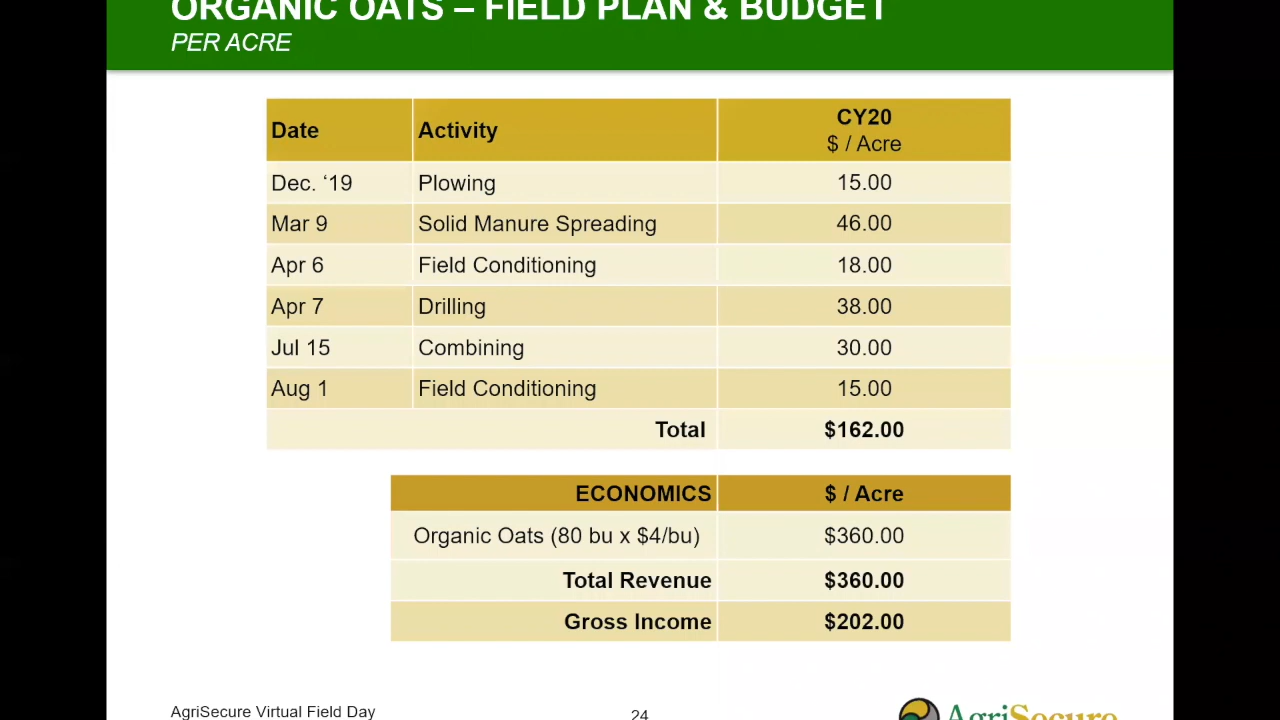 ORGANIC OATS – FIELD PLAN & BUDGET
PER ACRE
Date Activity CY20
$ / Acre
Dec. ‘19 Plowing 15.00
Mar 9 Solid Manure Spreading 46.00
Apr 6 Field Conditioning 18.00
Apr 7 Drilling 38.00
Jul 15 Combining 30.00
Aug 1 Field Conditioning 15.00
Total $162.00
ECONOMICS $ / Acre
Organic Oats (80 bu x $4/bu) $360.00
Total Revenue $360.00
Gross Income $202.00
AgriSecure Virtual Field Day 24 AgriSecure